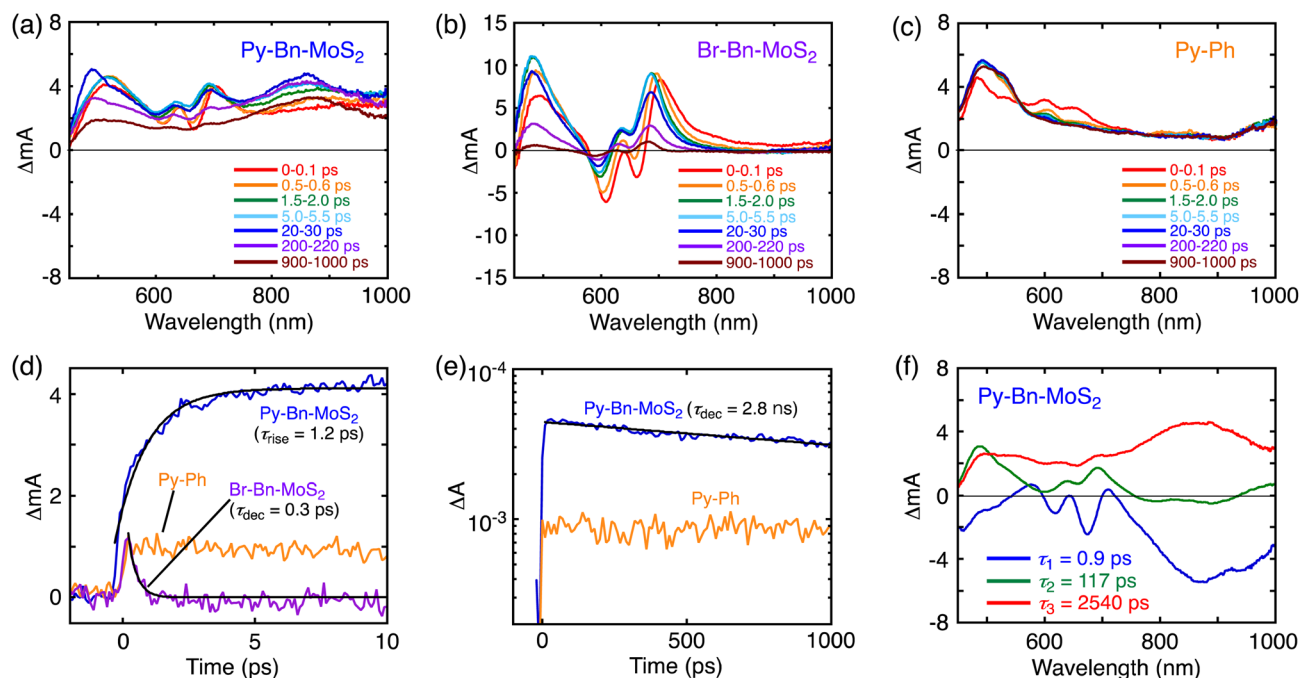 (a)
Py-Bn-MoS2
ΔmA
8
4
0
-4
-8
0-0.1 ps
0.5-0.6 ps
1.5-2.0 ps
5.0-5.5 ps
20-30 ps
200-220 ps
900-1000 ps
600
800
1000
Wavelength (nm)
(b)
Br-Bn-MoS2
ΔmA
15
10
5
0
-5
-10
-15
0-0.1 ps
0.5-0.6 ps
1.5-2.0 ps
5.0-5.5 ps
20-30 ps
200-220 ps
900-1000 ps
600
800
1000
Wavelength (nm)
(c)
Py-Ph
ΔmA
8
4
0
-4
-8
0-0.1 ps
0.5-0.6 ps
1.5-2.0 ps
5.0-5.5 ps
20-30 ps
200-220 ps
900-1000 ps
600
800
1000
Wavelength (nm)
(d)
ΔmA
4
2
0
Py-Bn-MoS2
(τrise = 1.2 ps)
Py-Ph
Br-Bn-MoS2
(τdec = 0.3 ps)
0
5
10
Time (ps)
(e)
ΔA
10-4
10-3
Py-Bn-MoS2 (τdec = 2.8 ns)
Py-Ph
0
500
1000
Time (ps)
(f)
Py-Bn-MoS2
ΔmA
8
4
0
-4
-8
τ1 = 0.9 ps
τ2 = 117 ps
τ3 = 2540 ps
600
800
1000
Wavelength (nm)